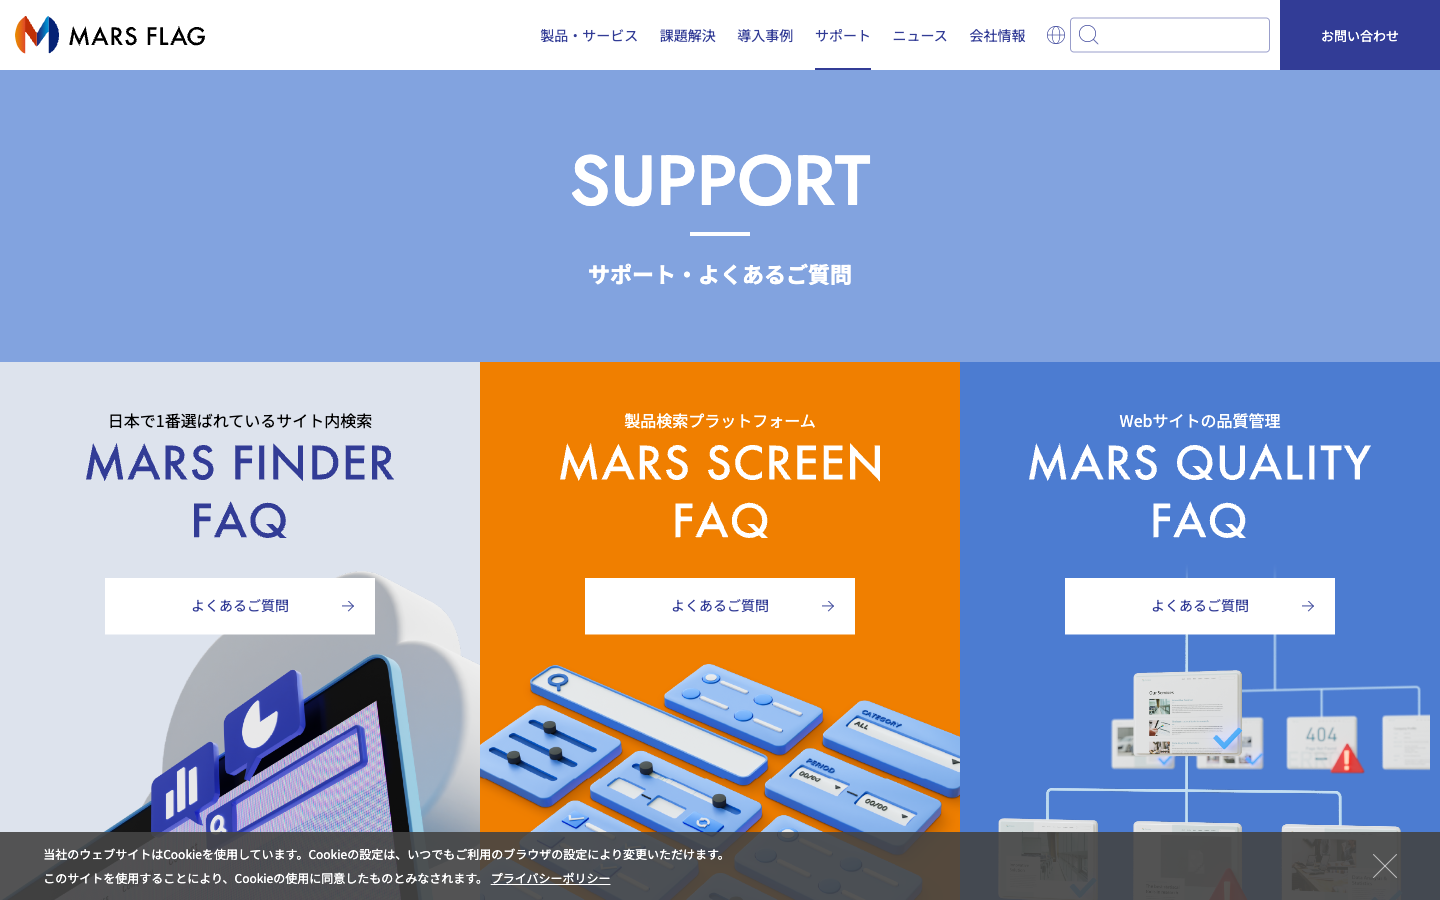 MARS FLAG
製品・サービス
課題解決
導入事例
サポート
ニュース
会社情報
お問い合わせ
SUPPORT
サポート・よくあるご質問
日本で1番選ばれているサイト内検索
MARS FINDER
FAQ
よくあるご質問
製品検索プラットフォーム
MARS SCREEN
FAQ
よくあるご質問
CATEGORY
ALL
PERIOD
00/00
00/00
Webサイトの品質管理
MARS QUALITY
FAQ
よくあるご質問
Our Services
404
当社のウェブサイトはCookieを使用しています。Cookieの設定は、いつでもご利用のブラウザの設定により変更いただけます。
このサイトを使用することにより、Cookieの使用に同意したものとみなされます。 プライバシーポリシー